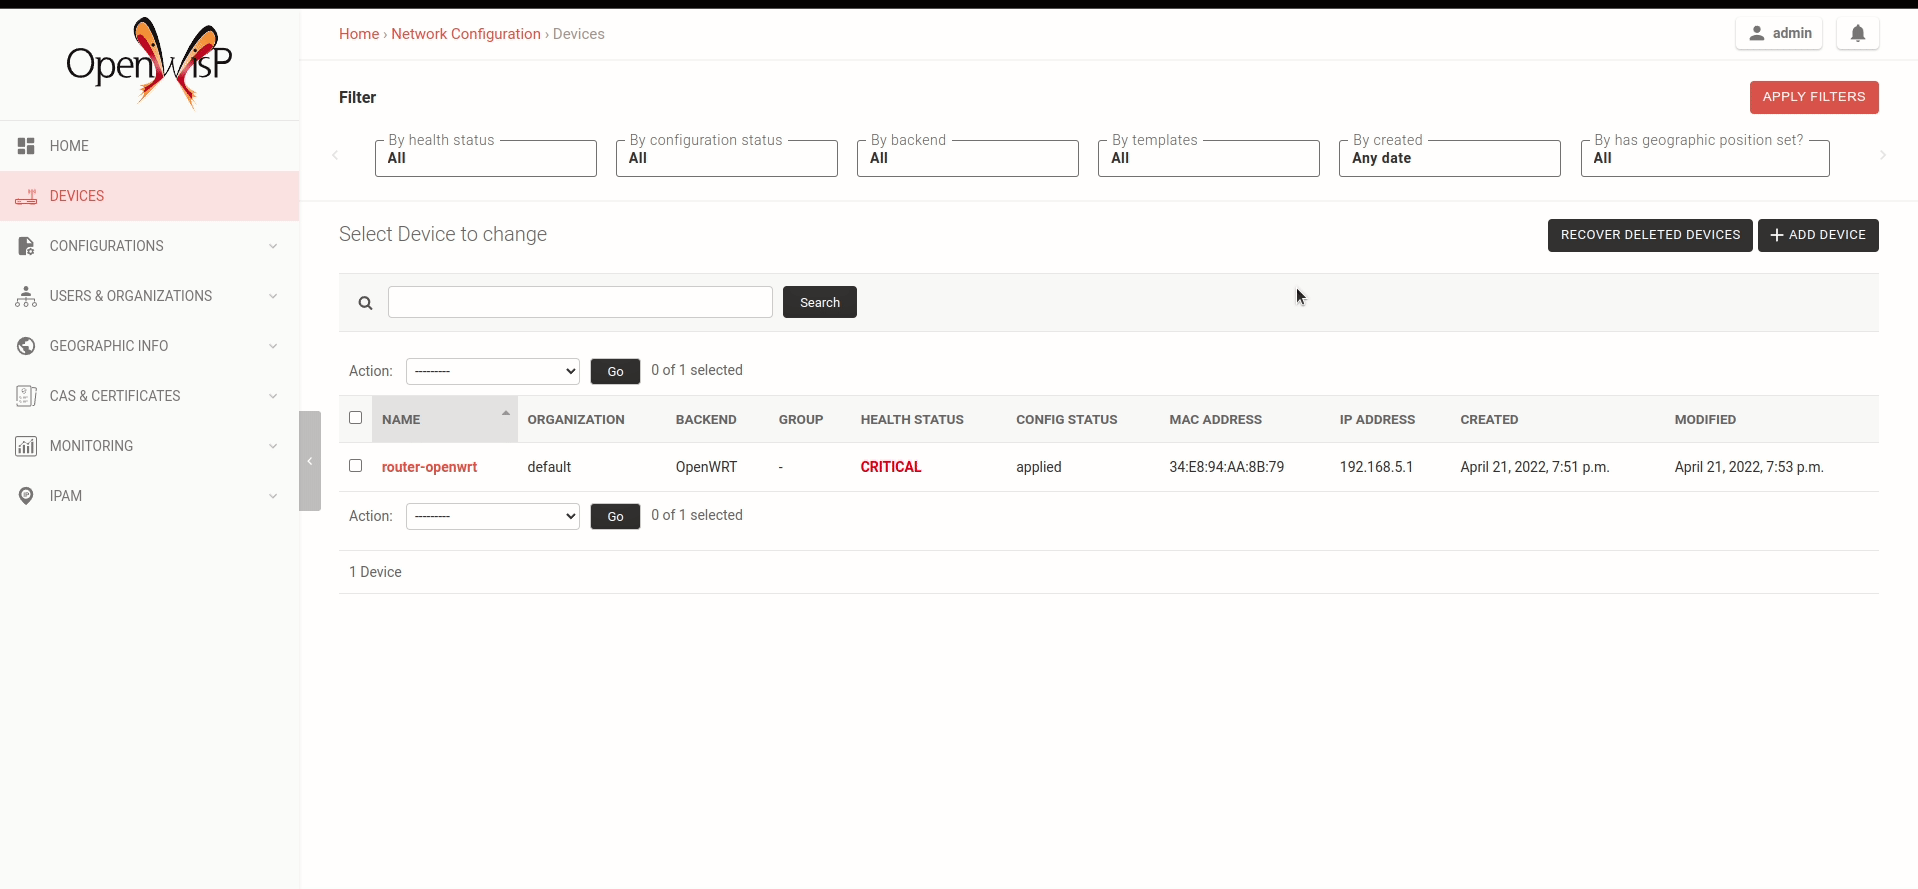 OpenWISP
Home › Network Configuration › Devices
admin
HOME
DEVICES
CONFIGURATIONS
USERS & ORGANIZATIONS
GEOGRAPHIC INFO
CAS & CERTIFICATES
MONITORING
IPAM
Filter
APPLY FILTERS
By health status
All
By configuration status
All
By backend
All
By templates
All
By created
Any date
By has geographic position set?
All
Select Device to change
RECOVER DELETED DEVICES
ADD DEVICE
Search
Action: --------- Go 0 of 1 selected
NAME ORGANIZATION BACKEND GROUP HEALTH STATUS CONFIG STATUS MAC ADDRESS IP ADDRESS CREATED MODIFIED
router-openwrt default OpenWRT - CRITICAL applied 34:E8:94:AA:8B:79 192.168.5.1 April 21, 2022, 7:51 p.m. April 21, 2022, 7:53 p.m.
Action: --------- Go 0 of 1 selected
1 Device